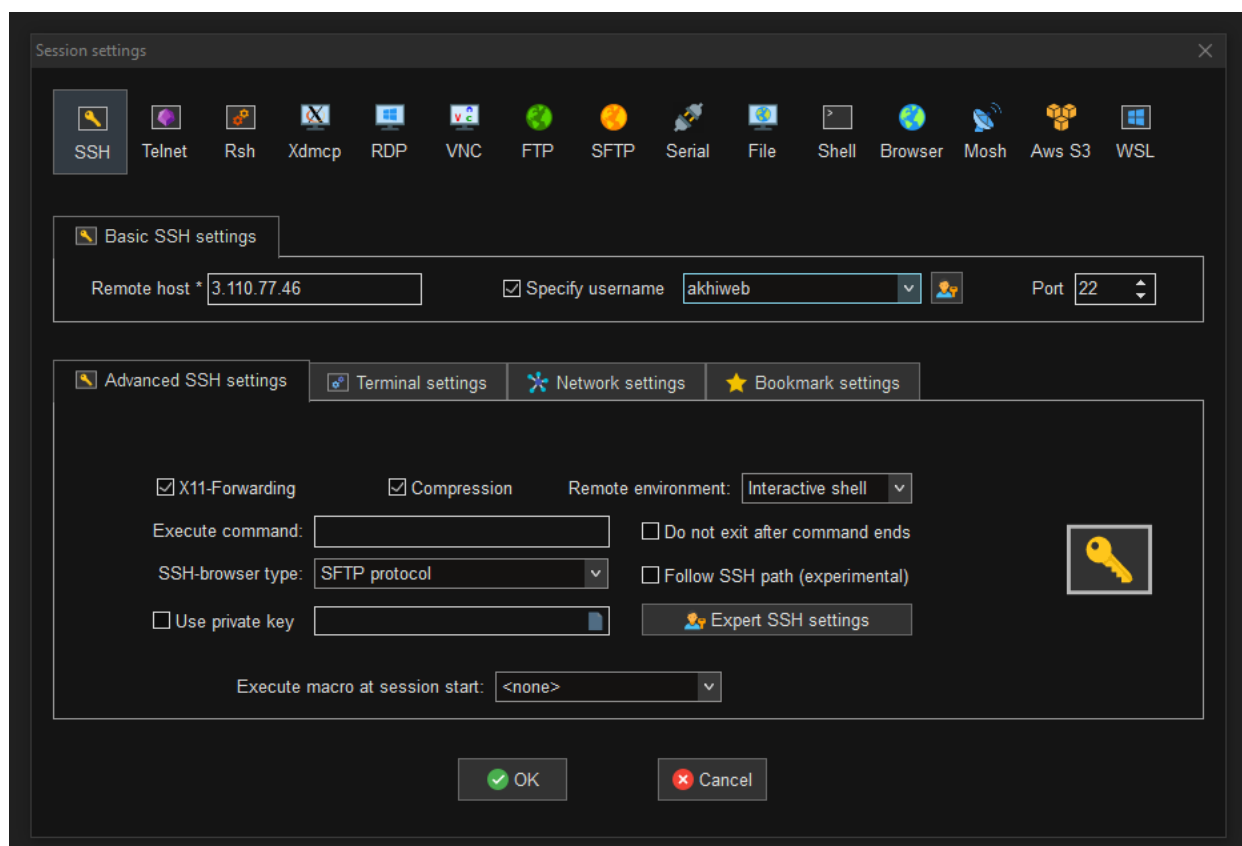 Session settings
SSH Telnet Rsh Xdmcp RDP VNC FTP SFTP Serial File Shell Browser Mosh Aws S3 WSL
Basic SSH settings
Remote host * 3.110.77.46 Specify username akhiweb Port 22
Advanced SSH settings Terminal settings Network settings Bookmark settings
X11-Forwarding Compression Remote environment: Interactive shell
Execute command: Do not exit after command ends
SSH-browser type: SFTP protocol Follow SSH path (experimental)
Use private key Expert SSH settings
Execute macro at session start: <none>
OK Cancel